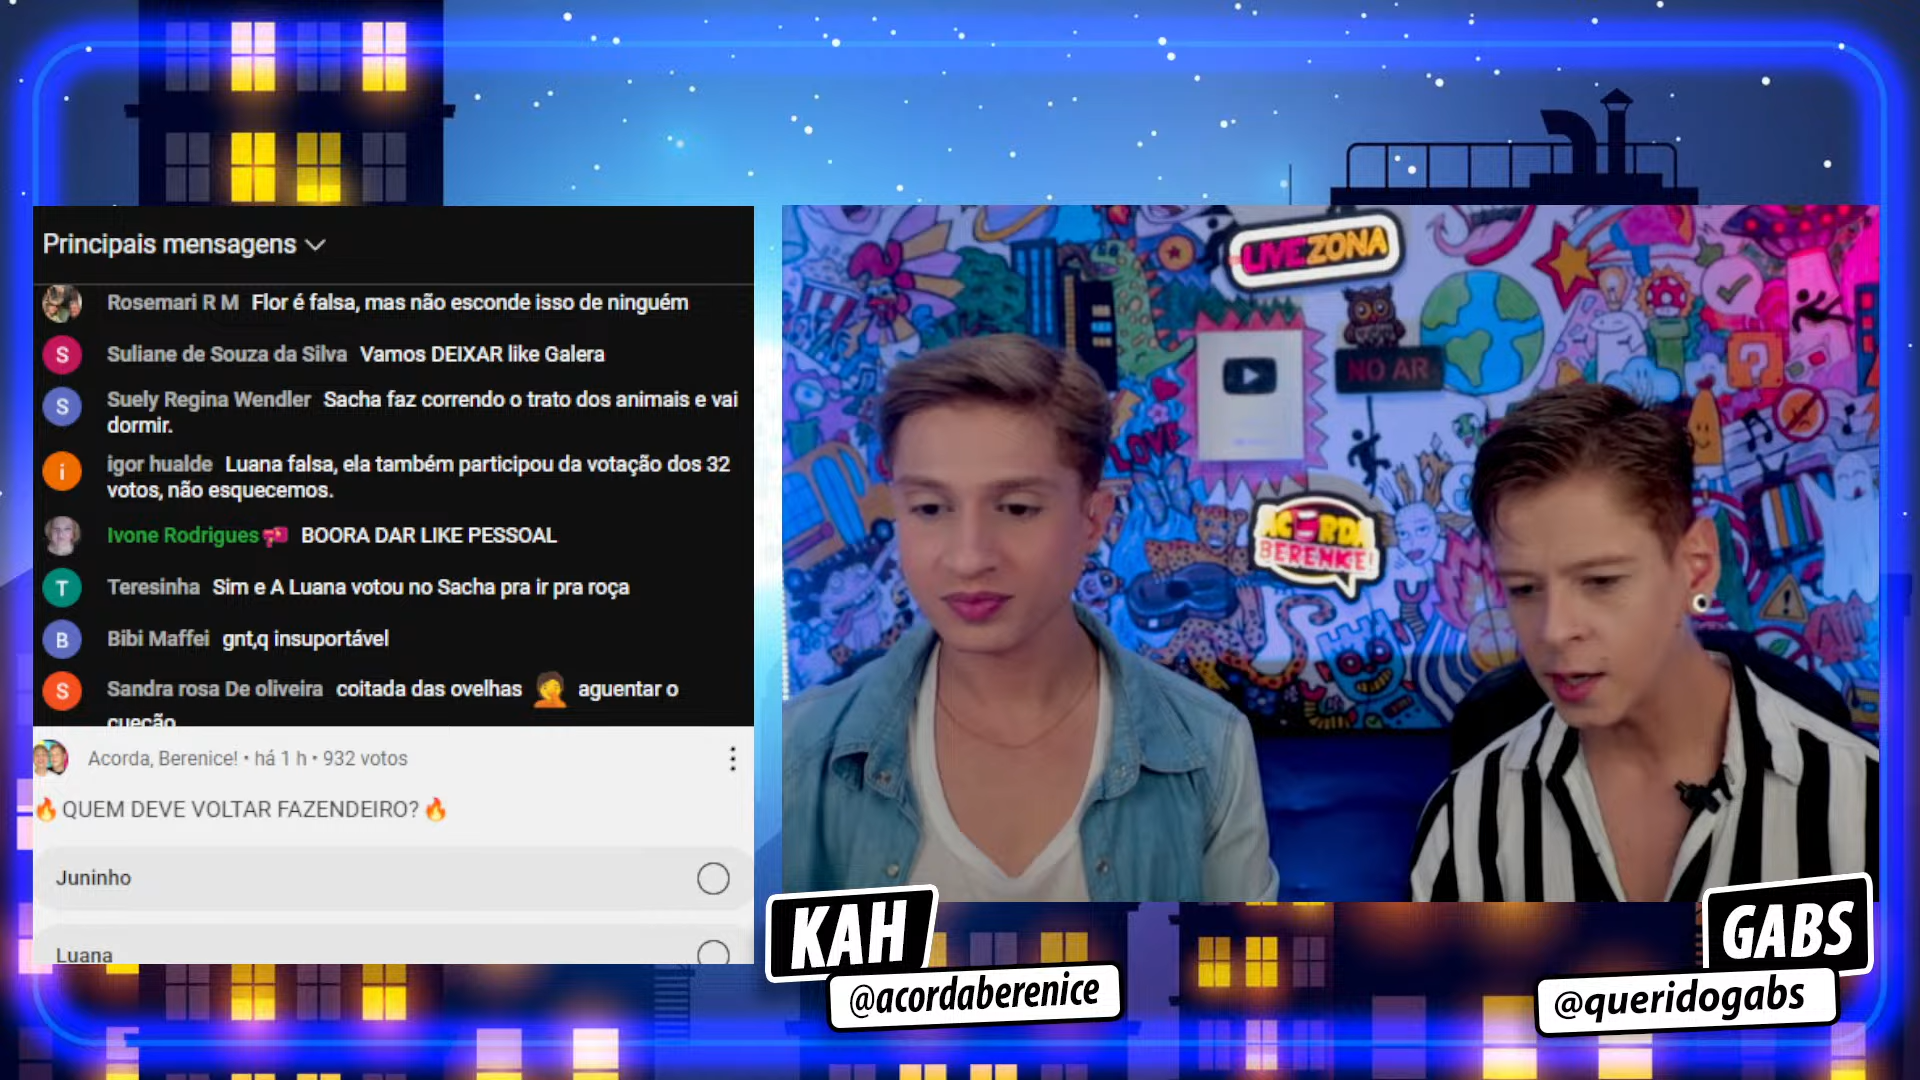 Principais mensagens
Rosemari R M Flor é falsa, mas não esconde isso de ninguém
S Suliane de Souza da Silva Vamos DEIXAR like Galera
S Suely Regina Wendler Sacha faz correndo o trato dos animais e vai
dormir.
i igor hualde Luana falsa, ela também participou da votação dos 32
votos, não esquecemos.
Ivone Rodrigues BOORA DAR LIKE PESSOAL
T Teresinha Sim e A Luana votou no Sacha pra ir pra roça
B Bibi Maffei gnt,q insuportável
S Sandra rosa De oliveira coitada das ovelhas 🤦 aguentar o
cueção
Acorda, Berenice! • há 1 h • 932 votos
🔥 QUEM DEVE VOLTAR FAZENDEIRO? 🔥
Juninho
Luana
LIVEZONA
NO AR
LOVE
ACORDA
BERENICE!
KAH
@acordaberenice
GABS
@queridogabs